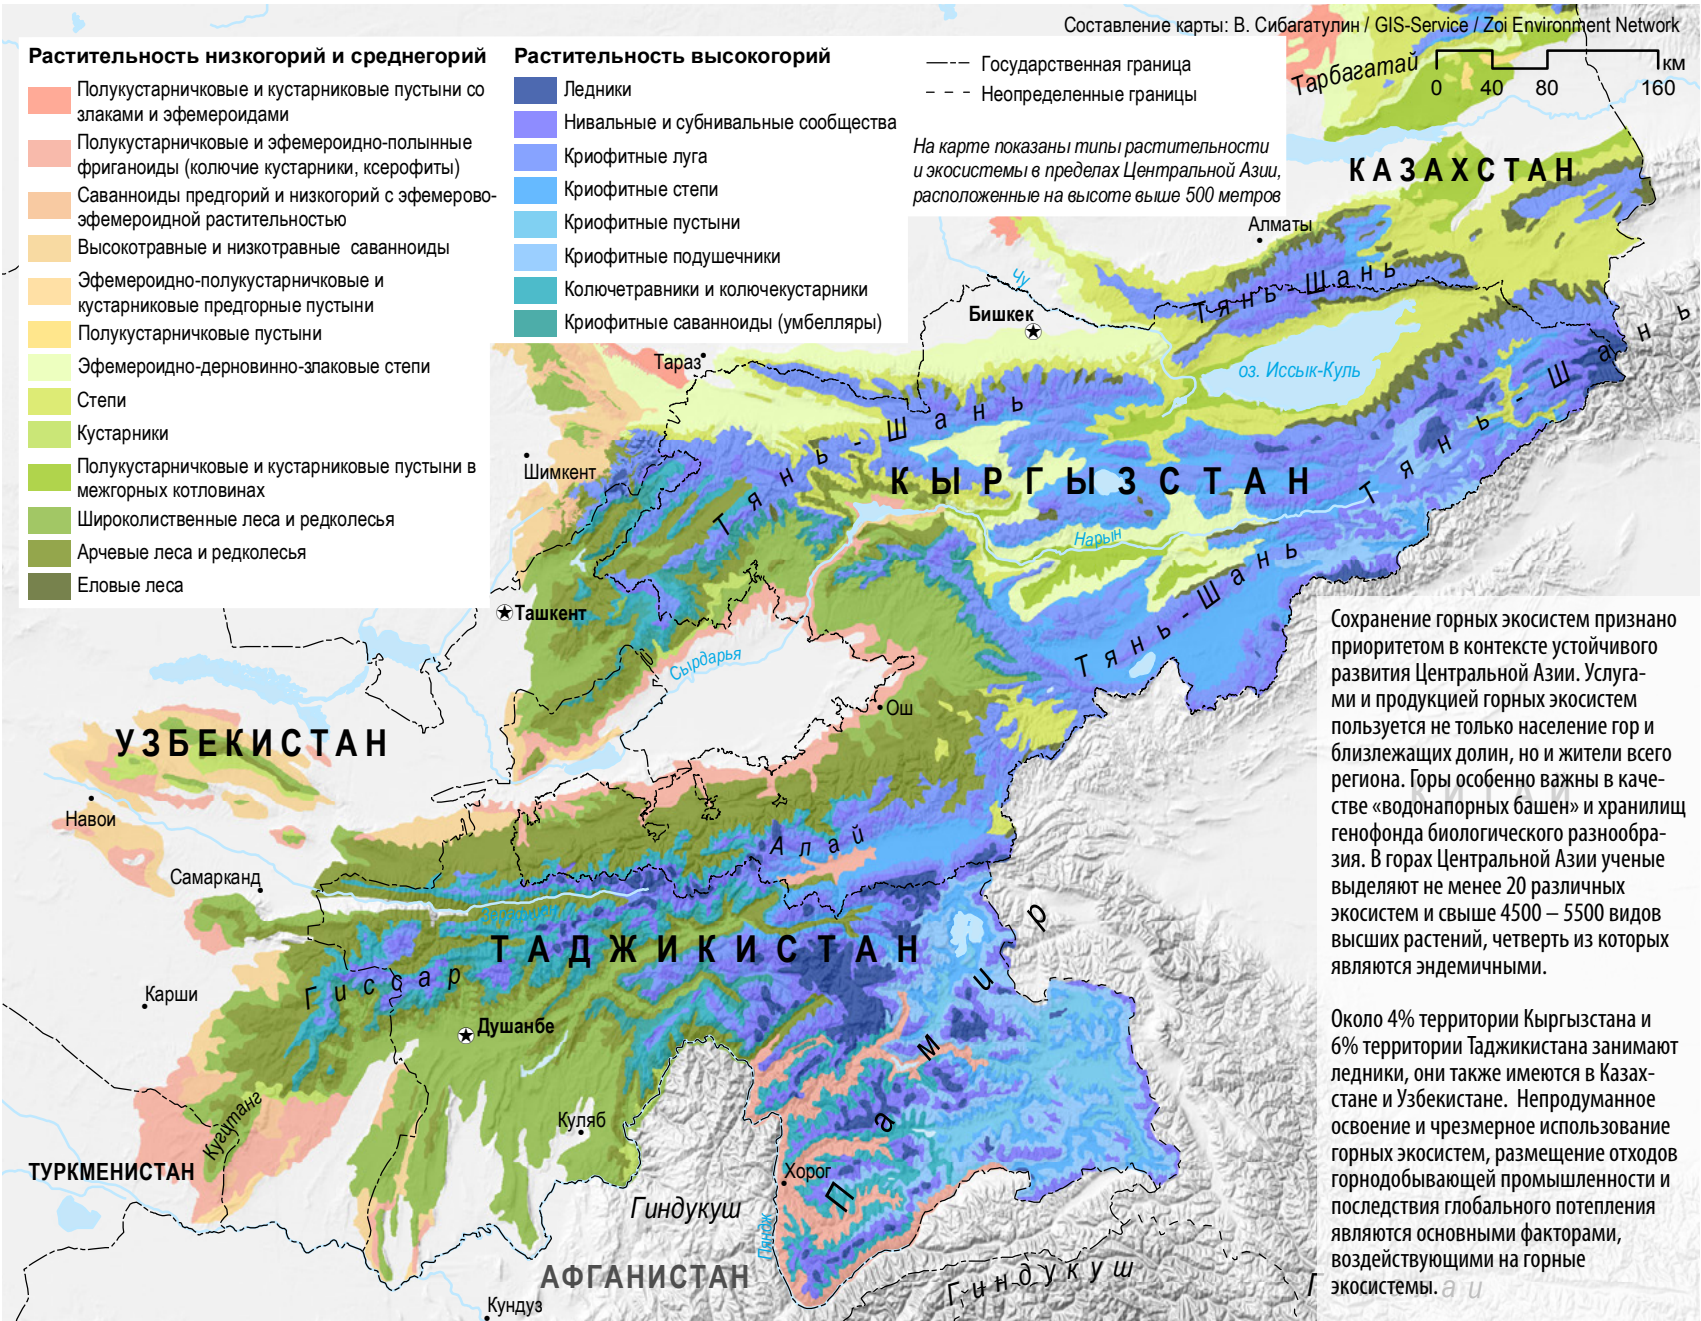 Составление карты: В. Сибагатулин / GIS-Service / Zoi Environment Network
Растительность низкогорий и среднегорий
Полукустарничковые и кустарниковые пустыни со
злаками и эфемероидами
Полукустарничковые и эфемероидно-полынные
фриганоиды (колючие кустарники, ксерофиты)
Саванноиды предгорий и низкогорий с эфемерово-
эфемероидной растительностью
Высокотравные и низкотравные саванноиды
Эфемероидно-полукустарничковые и
кустарниковые предгорные пустыни
Полукустарничковые пустыни
Эфемероидно-дерновинно-злаковые степи
Степи
Кустарники
Полукустарничковые и кустарниковые пустыни в
межгорных котловинах
Широколиственные леса и редколесья
Арчевые леса и редколесья
Еловые леса
Растительность высокогорий
Ледники
Нивальные и субнивальные сообщества
Криофитные луга
Криофитные степи
Криофитные пустыни
Криофитные подушечники
Колючетравники и колючекустарники
Криофитные саванноиды (умбелляры)
Государственная граница
Неопределенные границы
На карте показаны типы растительности
и экосистемы в пределах Центральной Азии,
расположенные на высоте выше 500 метров
0 40 80 160 км
Тарбагатай
КАЗАХСТАН
Алматы
Чу
Бишкек
Тянь-Шань
Тараз
оз. Иссык-Куль
Тянь-Шань
Тянь-Шань
Шимкент
КЫРГЫЗСТАН
Нарын
Тянь-Шань
Ташкент
Сырдарья
Ош
УЗБЕКИСТАН
Навои
Самарканд
Алай
Зеравшан
ТАДЖИКИСТАН
Гиссар
Памир
Карши
Душанбе
Кугитанг
Куляб
ТУРКМЕНИСТАН
Хорог
Гиндукуш
Пяндж
АФГАНИСТАН
Гиндукуш
Кундуз
КИТАЙ
Сохранение горных экосистем признано
приоритетом в контексте устойчивого
развития Центральной Азии. Услуга-
ми и продукцией горных экосистем
пользуется не только население гор и
близлежащих долин, но и жители всего
региона. Горы особенно важны в каче-
стве «водонапорных башен» и хранилищ
генофонда биологического разнообра-
зия. В горах Центральной Азии ученые
выделяют не менее 20 различных
экосистем и свыше 4500 – 5500 видов
высших растений, четверть из которых
являются эндемичными.
Около 4% территории Кыргызстана и
6% территории Таджикистана занимают
ледники, они также имеются в Казах-
стане и Узбекистане. Непродуманное
освоение и чрезмерное использование
горных экосистем, размещение отходов
горнодобывающей промышленности и
последствия глобального потепления
являются основными факторами,
воздействующими на горные
экосистемы.